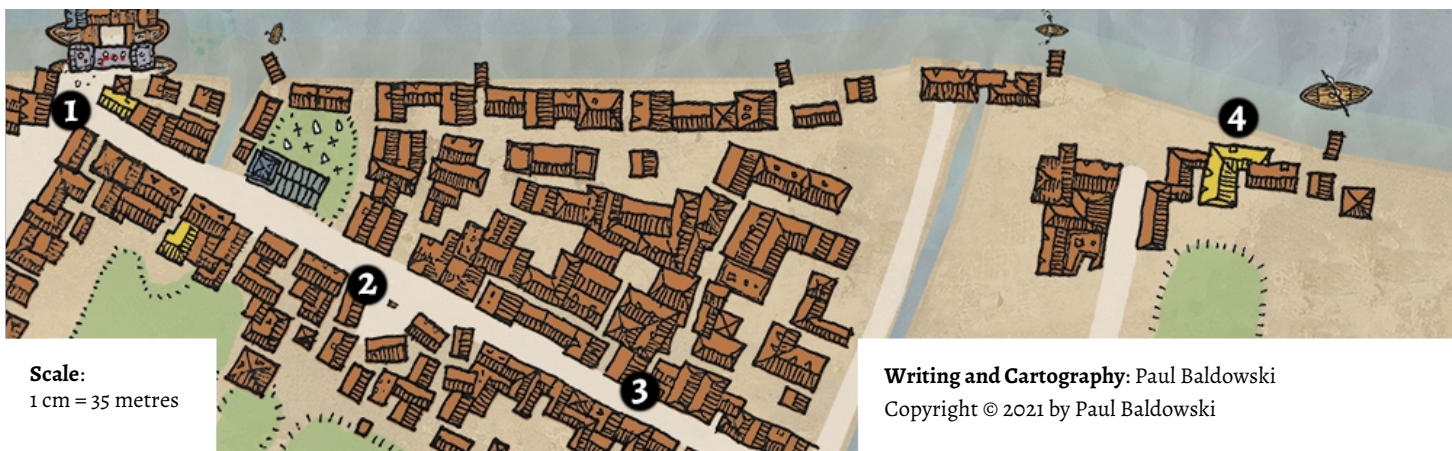 1
4
2
3
Scale:
1 cm = 35 metres
Writing and Cartography: Paul Baldowski
Copyright © 2021 by Paul Baldowski